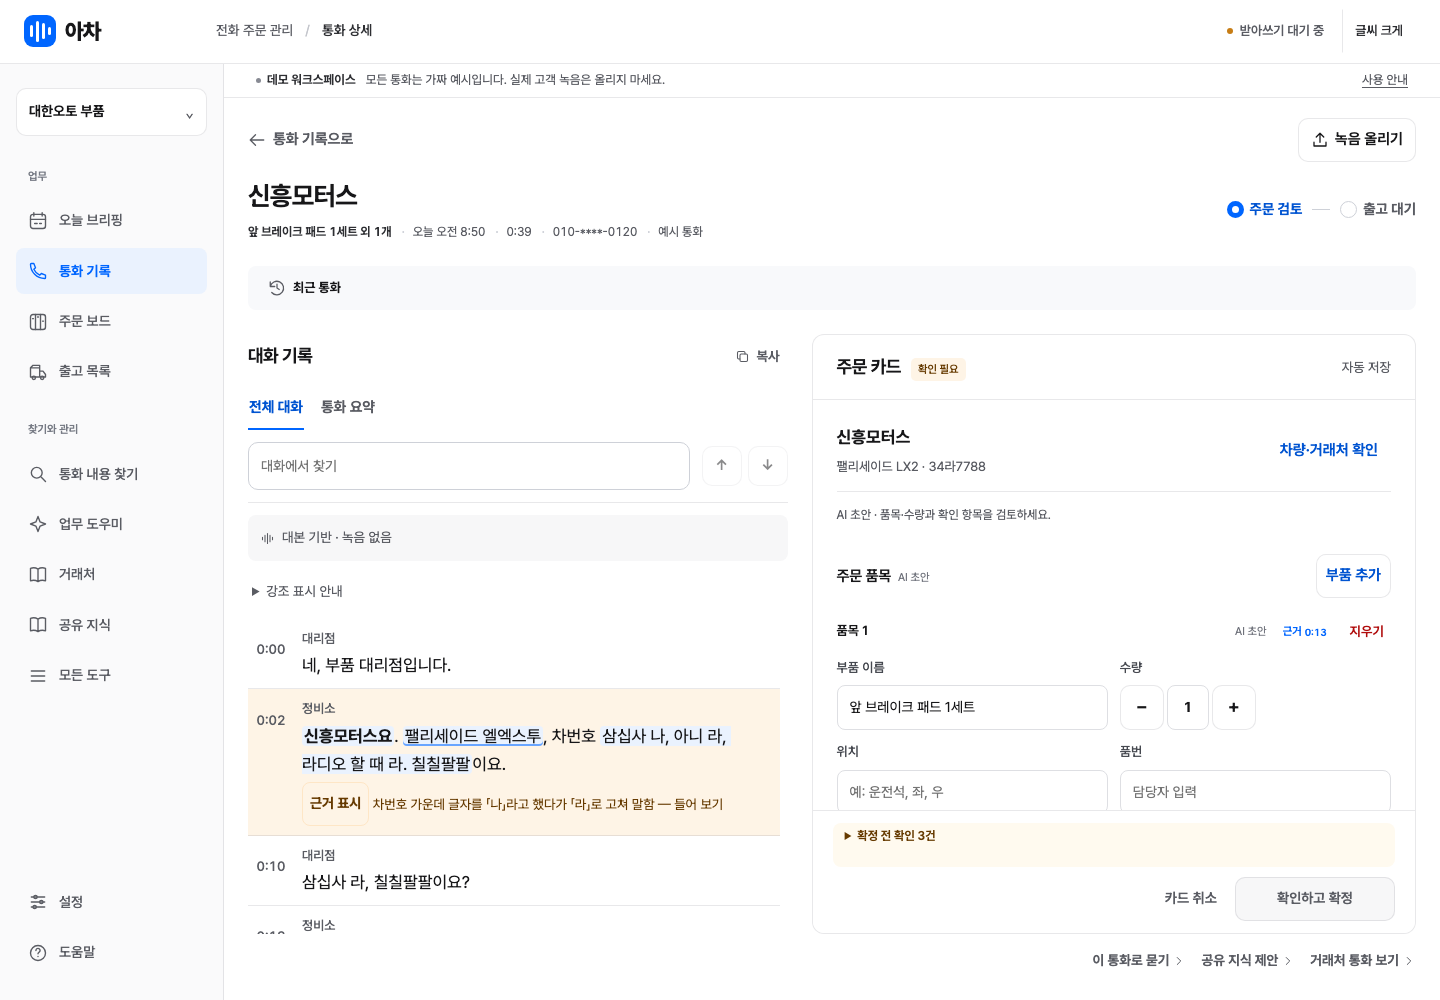 아차
전화 주문 관리 / 통화 상세
받아쓰기 대기 중
글씨 크게
데모 워크스페이스 모든 통화는 가짜 예시입니다. 실제 고객 녹음은 올리지 마세요.
사용 안내
대한오토 부품
업무
오늘 브리핑
통화 기록
주문 보드
출고 목록
찾기와 관리
통화 내용 찾기
업무 도우미
거래처
공유 지식
모든 도구
설정
도움말
통화 기록으로
녹음 올리기
신흥모터스
앞 브레이크 패드 1세트 외 1개 · 오늘 오전 8:50 · 0:39 · 010-****-0120 · 예시 통화
주문 검토
출고 대기
최근 통화
대화 기록
복사
전체 대화
통화 요약
대화에서 찾기
대본 기반 · 녹음 없음
▶ 강조 표시 안내
0:00
대리점
네, 부품 대리점입니다.
0:02
정비소
신흥모터스요. 팰리세이드 엘엑스투, 차번호 삼십사 나, 아니 라,
라디오 할 때 라. 칠칠팔팔이요.
근거 표시 차번호 가운데 글자를 「나」라고 했다가 「라」로 고쳐 말함 — 들어 보기
0:10
대리점
삼십사 라, 칠칠팔팔이요?
정비소
주문 카드
확인 필요
자동 저장
신흥모터스
팰리세이드 LX2 · 34라7788
차량·거래처 확인
AI 초안 · 품목·수량과 확인 항목을 검토하세요.
주문 품목 AI 초안
부품 추가
품목 1
AI 초안
근거 0:13
지우기
부품 이름
수량
앞 브레이크 패드 1세트
− 1 +
위치
품번
예: 운전석, 좌, 우
담당자 입력
▶ 확정 전 확인 3건
카드 취소
확인하고 확정
이 통화로 묻기
공유 지식 제안
거래처 통화 보기